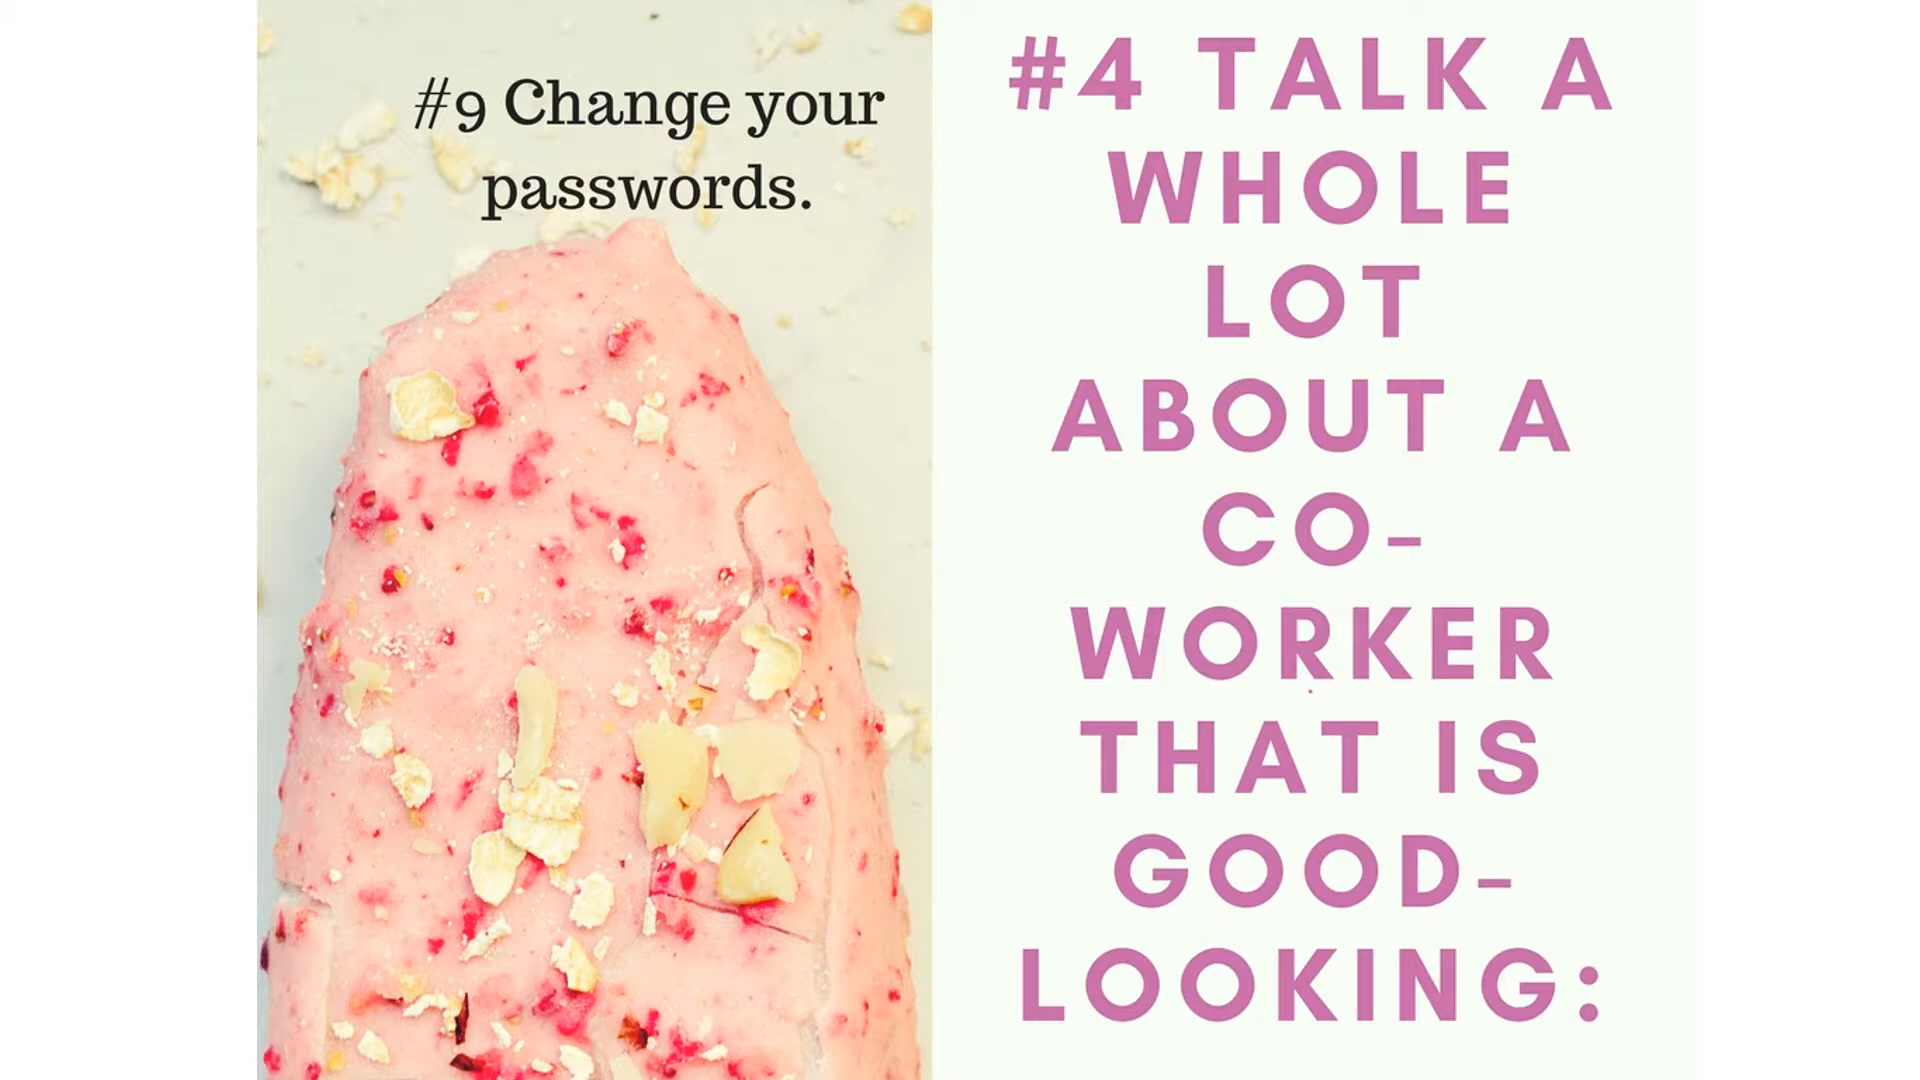 #9 Change your
passwords.
#4 TALK A
WHOLE
LOT
ABOUT A
CO-
WORKER
THAT IS
GOOD-
LOOKING: